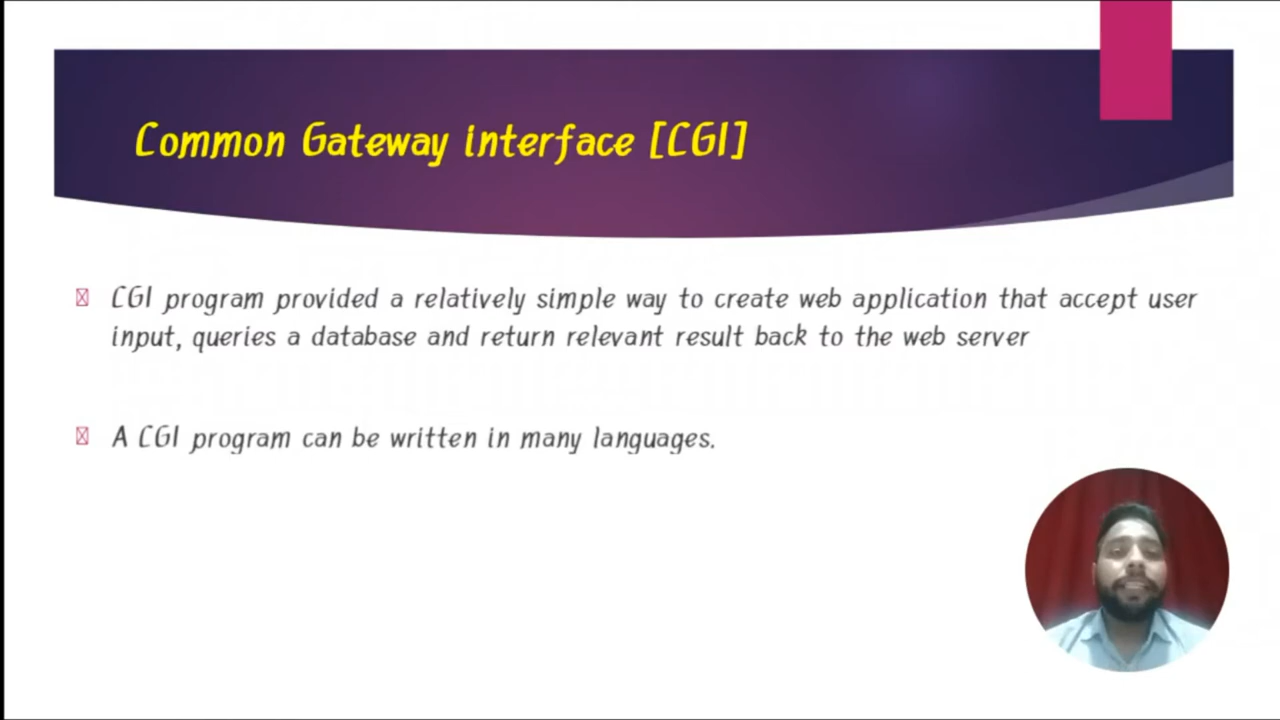 Common Gateway interface [CGI]
CGI program provided a relatively simple way to create web application that accept user
input, queries a database and return relevant result back to the web server
A CGI program can be written in many languages.